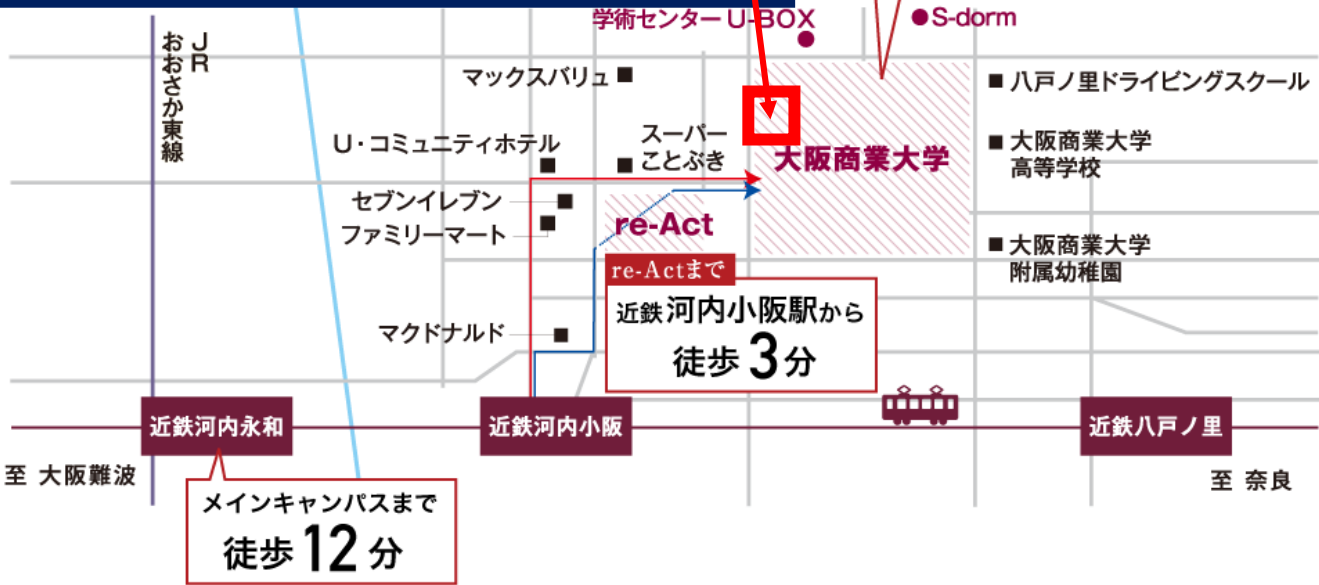 学術センター U-BOX
S-dorm
JR
おおさか東線
マックスバリュ
八戸ノ里ドライビングスクール
U・コミュニティホテル
スーパー
ことぶき
大阪商業大学
大阪商業大学
高等学校
セブンイレブン
ファミリーマート
re-Act
大阪商業大学
附属幼稚園
re-Actまで
近鉄河内小阪駅から
徒歩3分
マクドナルド
近鉄河内永和
近鉄河内小阪
近鉄八戸ノ里
至 大阪難波
至 奈良
メインキャンパスまで
徒歩12分